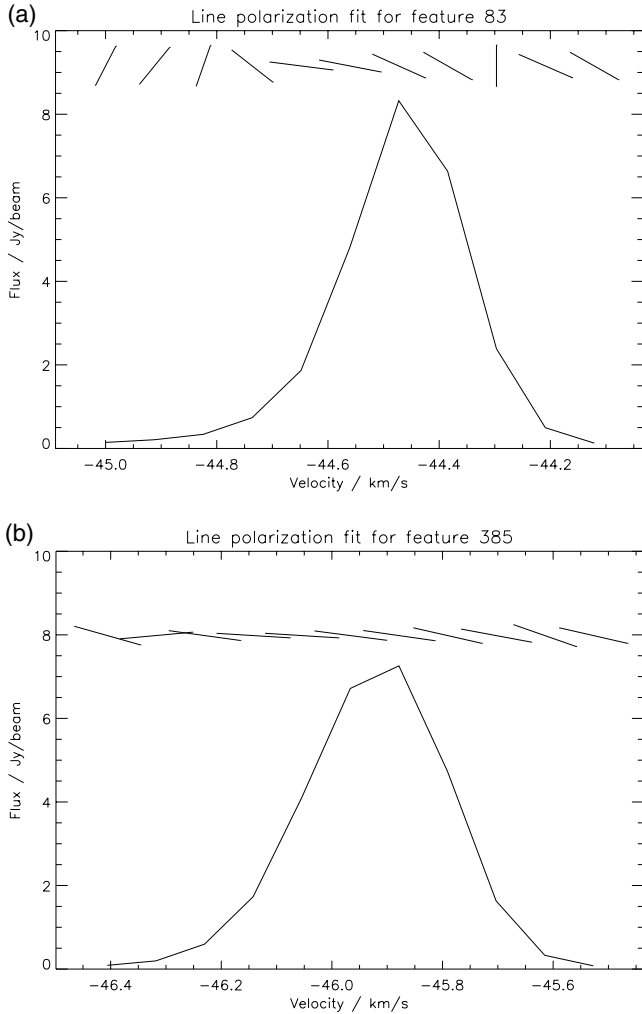 (a)
Line polarization fit for feature 83
10
8
6
4
2
0
Flux / Jy/beam
−45.0 −44.8 −44.6 −44.4 −44.2
Velocity / km/s
(b)
Line polarization fit for feature 385
10
8
6
4
2
0
Flux / Jy/beam
−46.4 −46.2 −46.0 −45.8 −45.6
Velocity / km/s